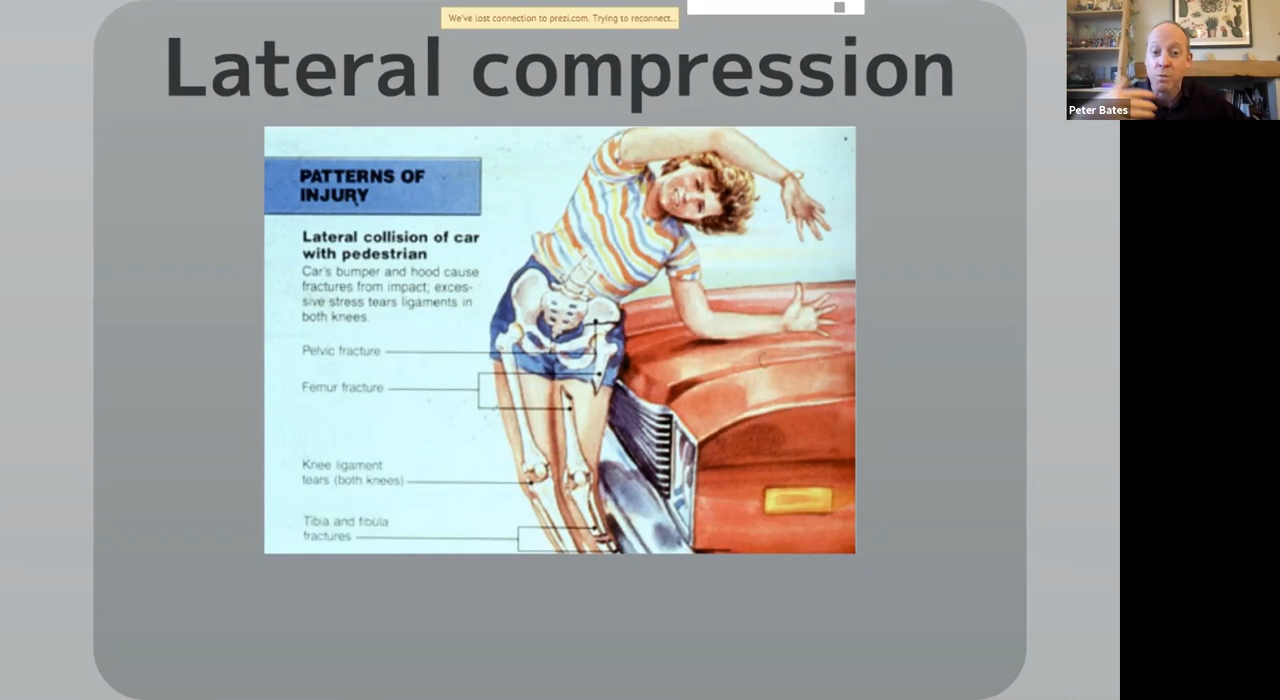 We've lost connection to prezi.com. Trying to reconnect...
Lateral compression
Peter Bates
PATTERNS OF
INJURY
Lateral collision of car
with pedestrian
Car's bumper and hood cause
fractures from impact; exces-
sive stress tears ligaments in
both knees.
Pelvic fracture
Femur fracture
Knee ligament
tears (both knees)
Tibia and fibula
fractures